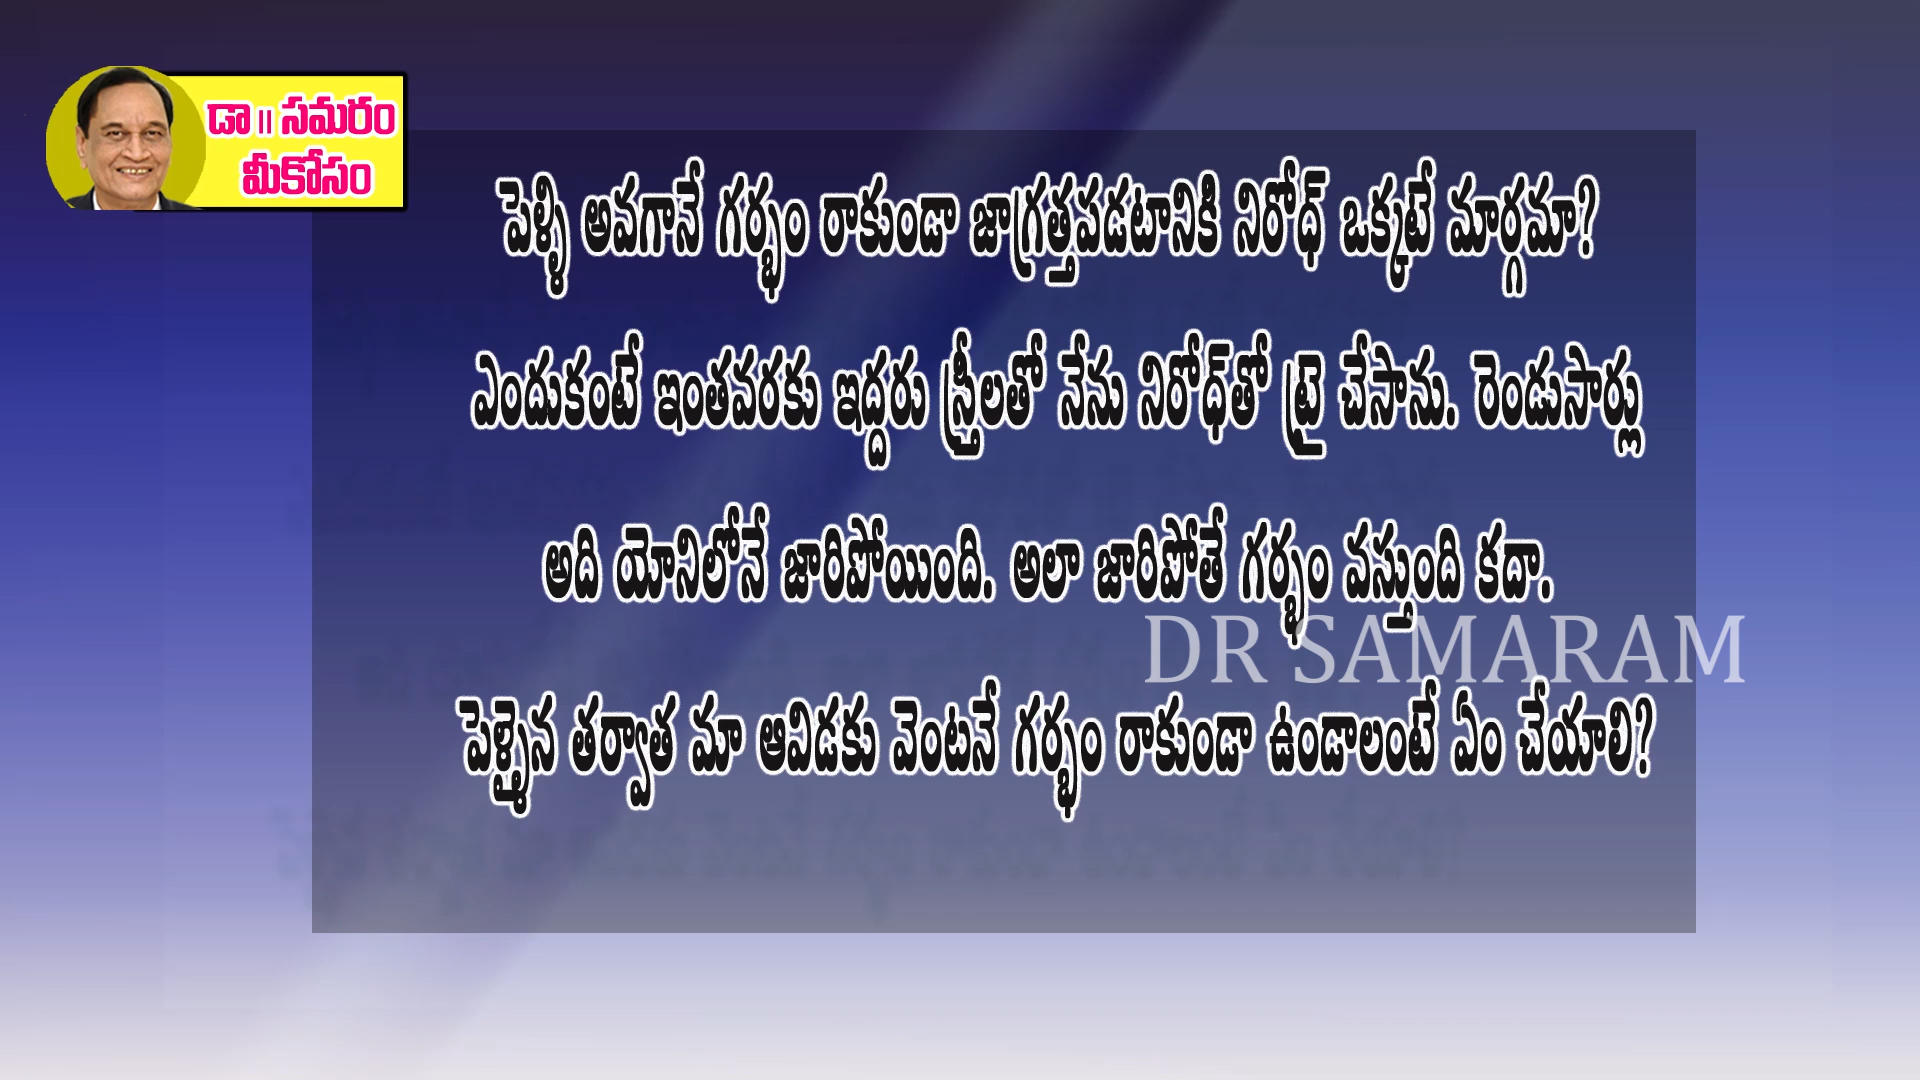 డా॥ సమరం
మీకోసం
పెళ్ళి అవగానే గర్భం రాకుండా జాగ్రత్తపడటానికి నిరోధ్ ఒక్కటే మార్గమా?
ఎందుకంటే ఇంతవరకు ఇద్దరు స్త్రీలతో నేను నిరోధ్‌తో ట్రై చేసాను. రెండుసార్లు
అది యోనిలోనే జారిపోయింది. అలా జారిపోతే గర్భం వస్తుంది కదా.
DR SAMARAM
పెళ్ళైన తర్వాత మా ఆవిడకు వెంటనే గర్భం రాకుండా ఉండాలంటే ఏం చేయాలి?